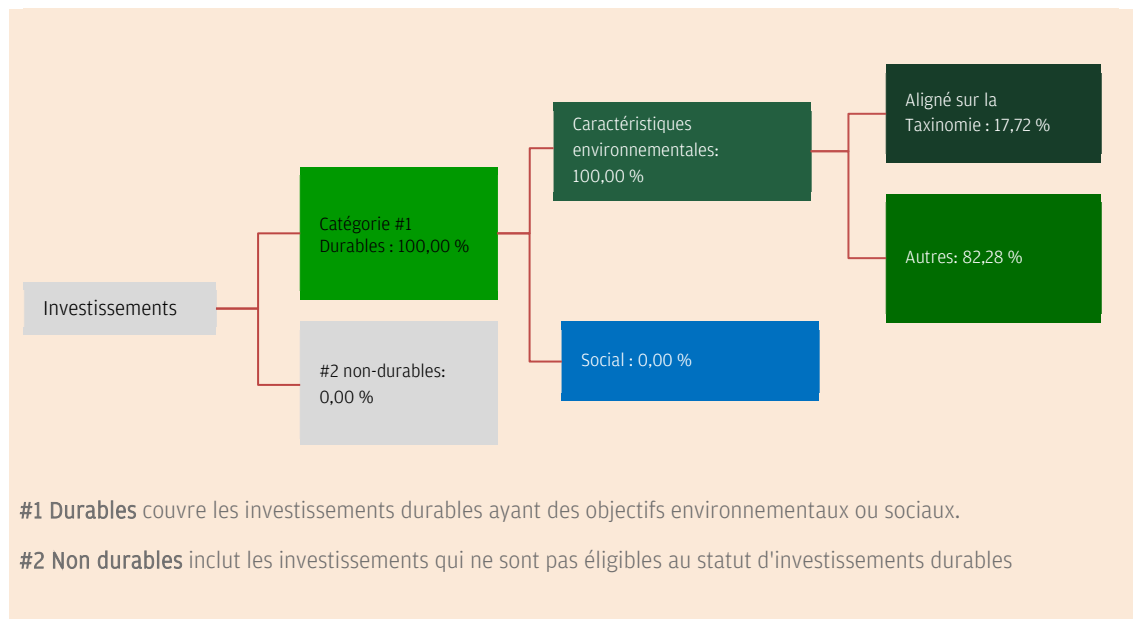 Investissements
Catégorie #1
Durables : 100,00 %
#2 non-durables:
0,00 %
Caractéristiques
environnementales:
100,00 %
Social : 0,00 %
Aligné sur la
Taxinomie : 17,72 %
Autres: 82,28 %
#1 Durables couvre les investissements durables ayant des objectifs environnementaux ou sociaux.
#2 Non durables inclut les investissements qui ne sont pas éligibles au statut d'investissements durables